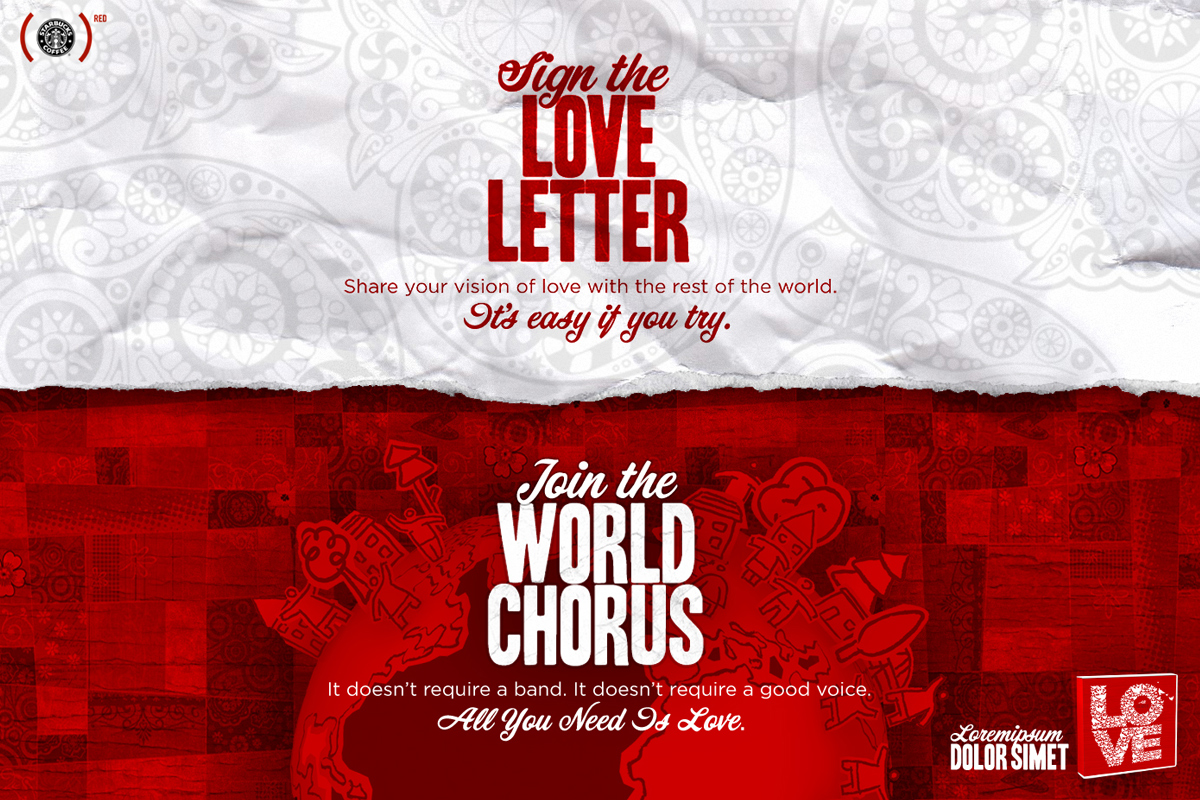 STARBUCKS
COFFEE
RED
Sign the
LOVE
LETTER
Share your vision of love with the rest of the world.
It's easy if you try.
Join the
WORLD
CHORUS
It doesn't require a band. It doesn't require a good voice.
All You Need Is Love.
Loremipsum
DOLOR SIMET
LO
VE